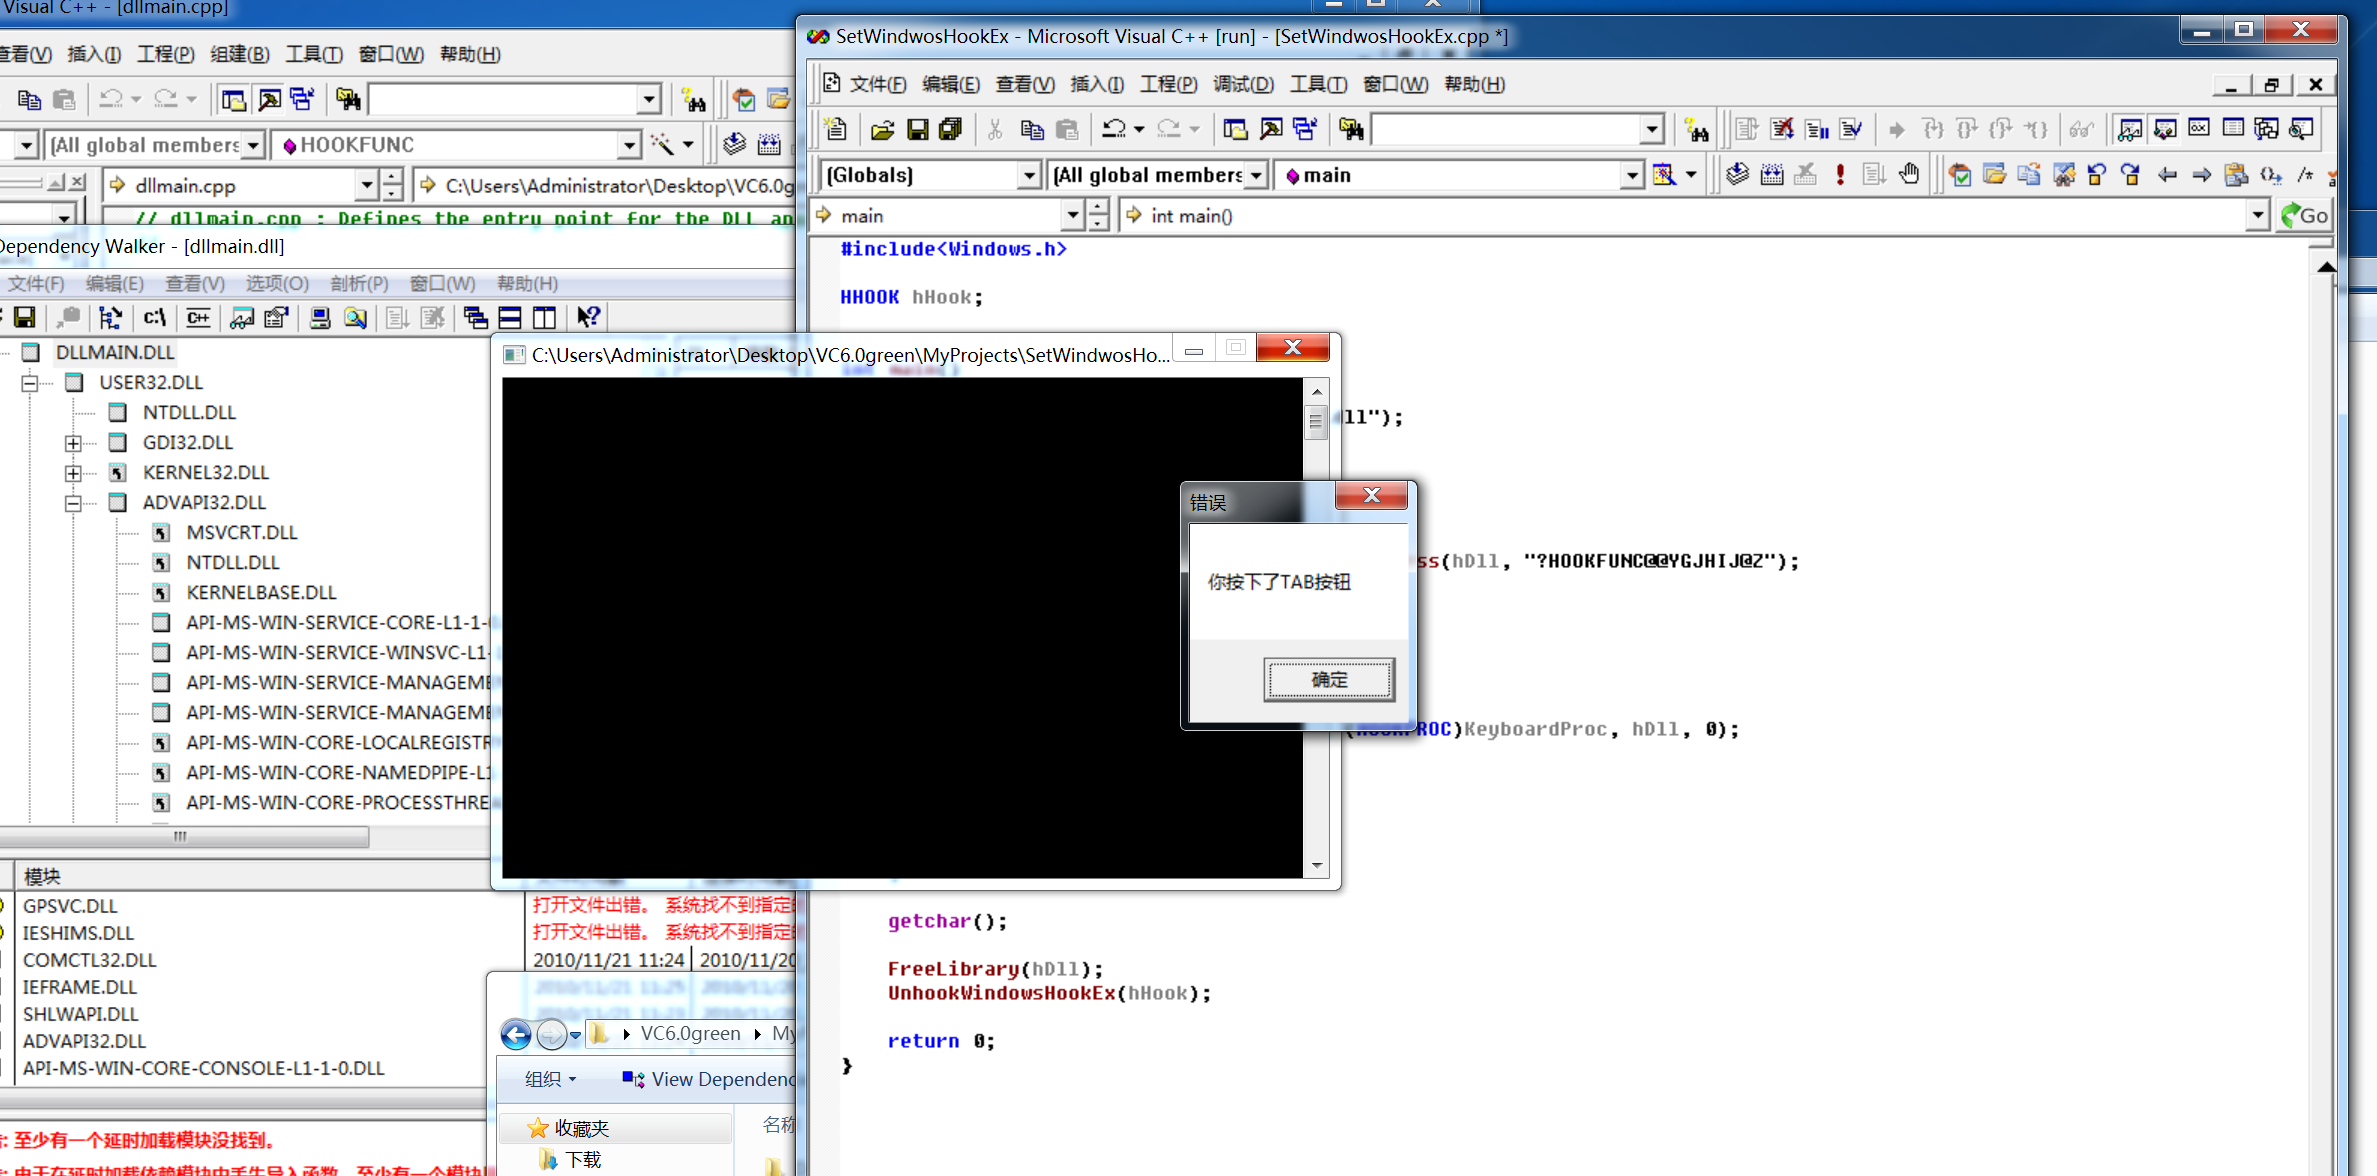 Visual C++ - [dllmain.cpp]
查看(V) 插入(I) 工程(P) 组建(B) 工具(T) 窗口(W) 帮助(H)
[All global members HOOKFUNC
dllmain.cpp C:\Users\Administrator\Desktop\VC6.0g
// dllmain.cpp : Defines the entry point for the DLL
Dependency Walker - [dllmain.dll]
文件(F) 编辑(E) 查看(V) 选项(O) 剖析(P) 窗口(W) 帮助(H)
c:\ C++
DLLMAIN.DLL
USER32.DLL
NTDLL.DLL
GDI32.DLL
KERNEL32.DLL
ADVAPI32.DLL
MSVCRT.DLL
NTDLL.DLL
KERNELBASE.DLL
API-MS-WIN-SERVICE-CORE-L1-1-
API-MS-WIN-SERVICE-WINSVC-L1-
API-MS-WIN-SERVICE-MANAGEME
API-MS-WIN-SERVICE-MANAGEME
API-MS-WIN-CORE-LOCALREGISTR
API-MS-WIN-CORE-NAMEDPIPE-L1
API-MS-WIN-CORE-PROCESSTHRE
模块
GPSVC.DLL 打开文件出错。 系统找不到指定
IESHIMS.DLL 打开文件出错。 系统找不到指定
COMCTL32.DLL 2010/11/21 11:24 2010/11/20
IEFRAME.DLL
SHLWAPI.DLL
ADVAPI32.DLL
API-MS-WIN-CORE-CONSOLE-L1-1-0.DLL
: 至少有一个延时加载模块没找到。
VC6.0green My
组织 View Dependenc
收藏夹 名称
下载
C:\Users\Administrator\Desktop\VC6.0green\MyProjects\SetWindwosHo...
错误
你按下了TAB按钮
确定
SetWindwosHookEx - Microsoft Visual C++ [run] - [SetWindwosHookEx.cpp *]
文件(F) 编辑(E) 查看(V) 插入(I) 工程(P) 调试(D) 工具(T) 窗口(W) 帮助(H)
(Globals) [All global members main
main int main() Go
#include<Windows.h>
HHOOK hHook;
int main()
ll");
ss(hDll, "?HOOKFUNC@@YGJHIJ@Z");
(HOOKPROC)KeyboardProc, hDll, 0);
getchar();
FreeLibrary(hDll);
UnhookWindowsHookEx(hHook);
return 0;
}